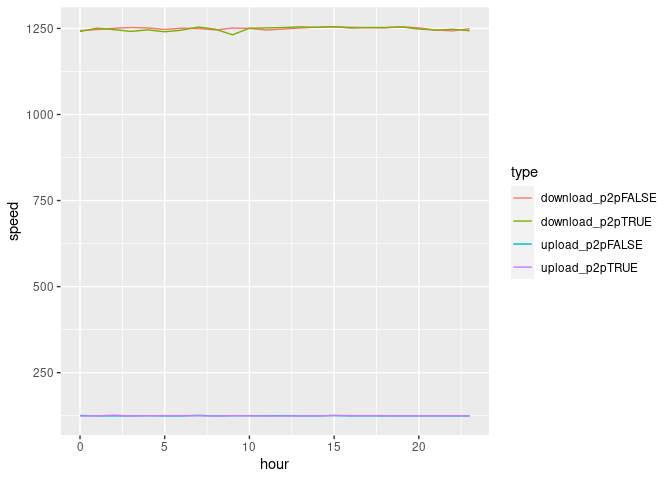 1250
1000
750
500
250
speed
0
5
10
15
20
hour
type
download_p2pFALSE
download_p2pTRUE
upload_p2pFALSE
upload_p2pTRUE